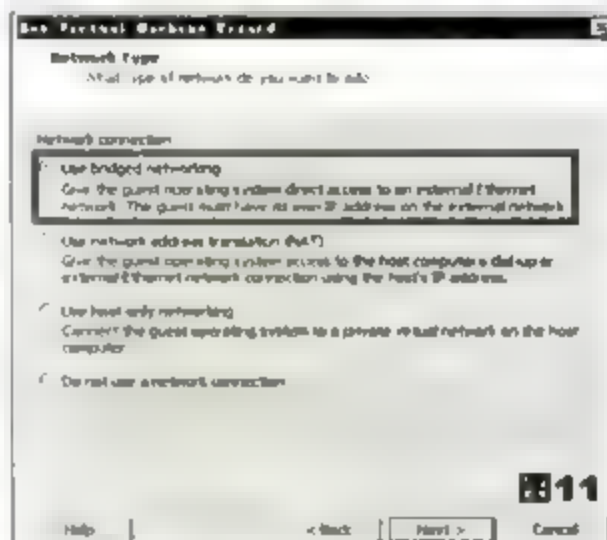 New Virtual Machine Wizard
Network Type
What type of network do you want to add
Network connection
Use bridged networking
Give the guest operating system direct access to an external Ethernet
network. The guest must have its own IP address on the external network
Use network address translation (NAT)
Give the guest operating system access to the host computer's dial-up or
external Ethernet network connection using the host's IP address.
Use host-only networking
Connect the guest operating system to a private virtual network on the host
computer
Do not use a network connection
11
Help
< Back
Next >
Cancel